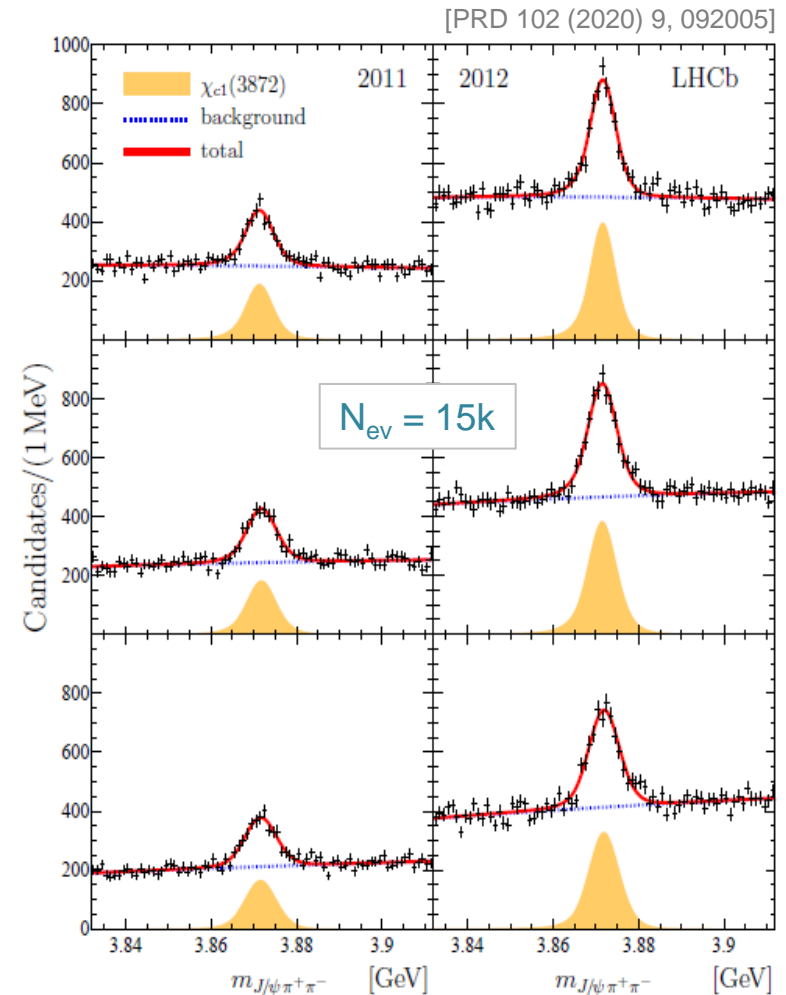 [PRD 102 (2020) 9, 092005]
1000
800
600
400
200
χc1(3872)
background
total
2011
2012
LHCb
Candidates/(1 MeV)
800
600
400
200
Nev = 15k
800
600
400
200
0
3.84 3.86 3.88 3.9
3.84 3.86 3.88 3.9
mJ/ψ π+π− [GeV]
mJ/ψ π+π− [GeV]